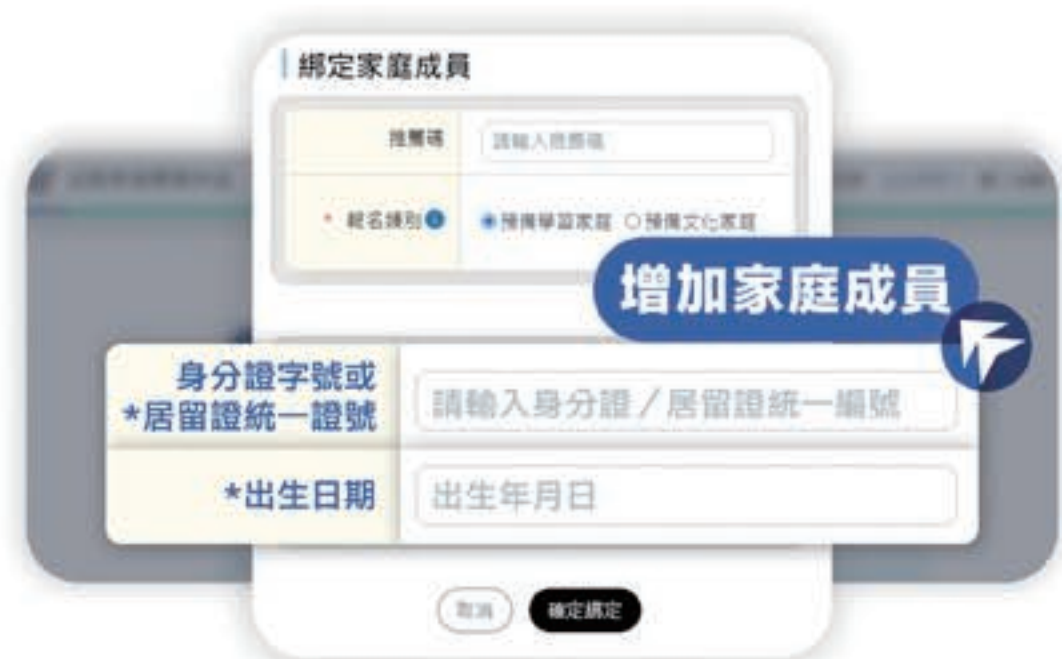 綁定家庭成員
推薦碼
請輸入推薦碼
* 報名類別
預備學習家庭 預備文化家庭
增加家庭成員
身分證字號或
*居留證統一證號
請輸入身分證/居留證統一編號
*出生日期
出生年月日
取消 確定綁定